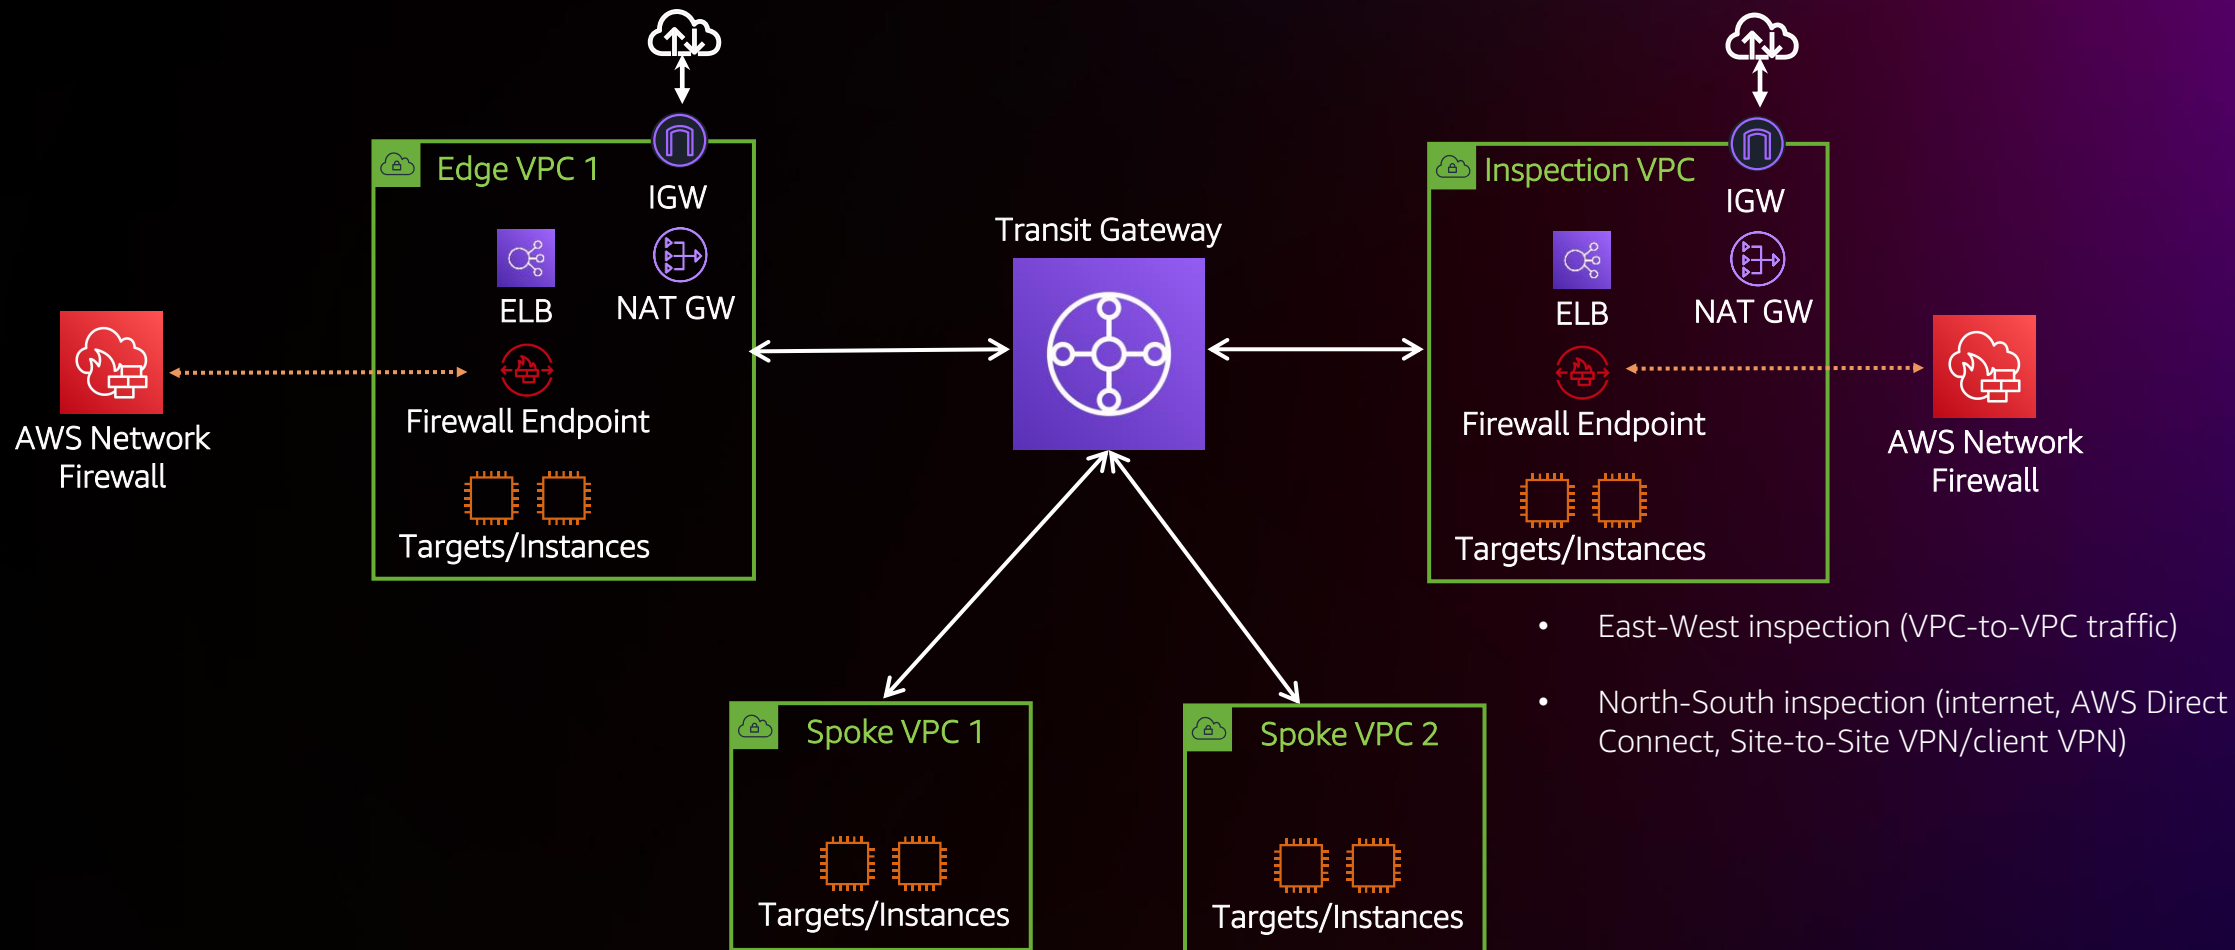 Edge VPC 1
IGW
ELB
NAT GW
Firewall Endpoint
Targets/Instances
AWS Network
Firewall
Transit Gateway
Inspection VPC
IGW
ELB
NAT GW
Firewall Endpoint
Targets/Instances
AWS Network
Firewall
• East-West inspection (VPC-to-VPC traffic)
• North-South inspection (internet, AWS Direct
Connect, Site-to-Site VPN/client VPN)
Spoke VPC 1
Targets/Instances
Spoke VPC 2
Targets/Instances